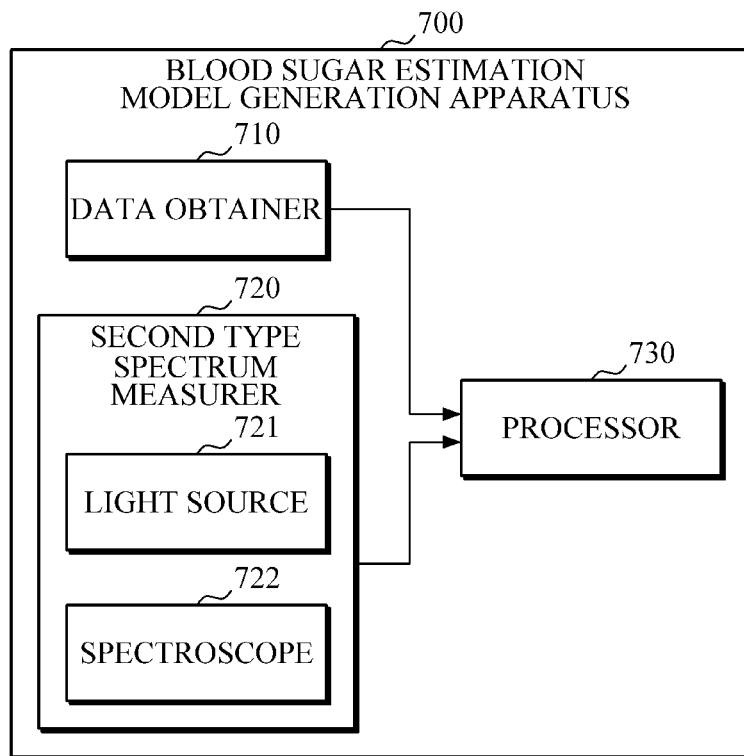 700
BLOOD SUGAR ESTIMATION
MODEL GENERATION APPARATUS
710
DATA OBTAINER
720
SECOND TYPE
SPECTRUM
MEASURER
721
LIGHT SOURCE
722
SPECTROSCOPE
730
PROCESSOR